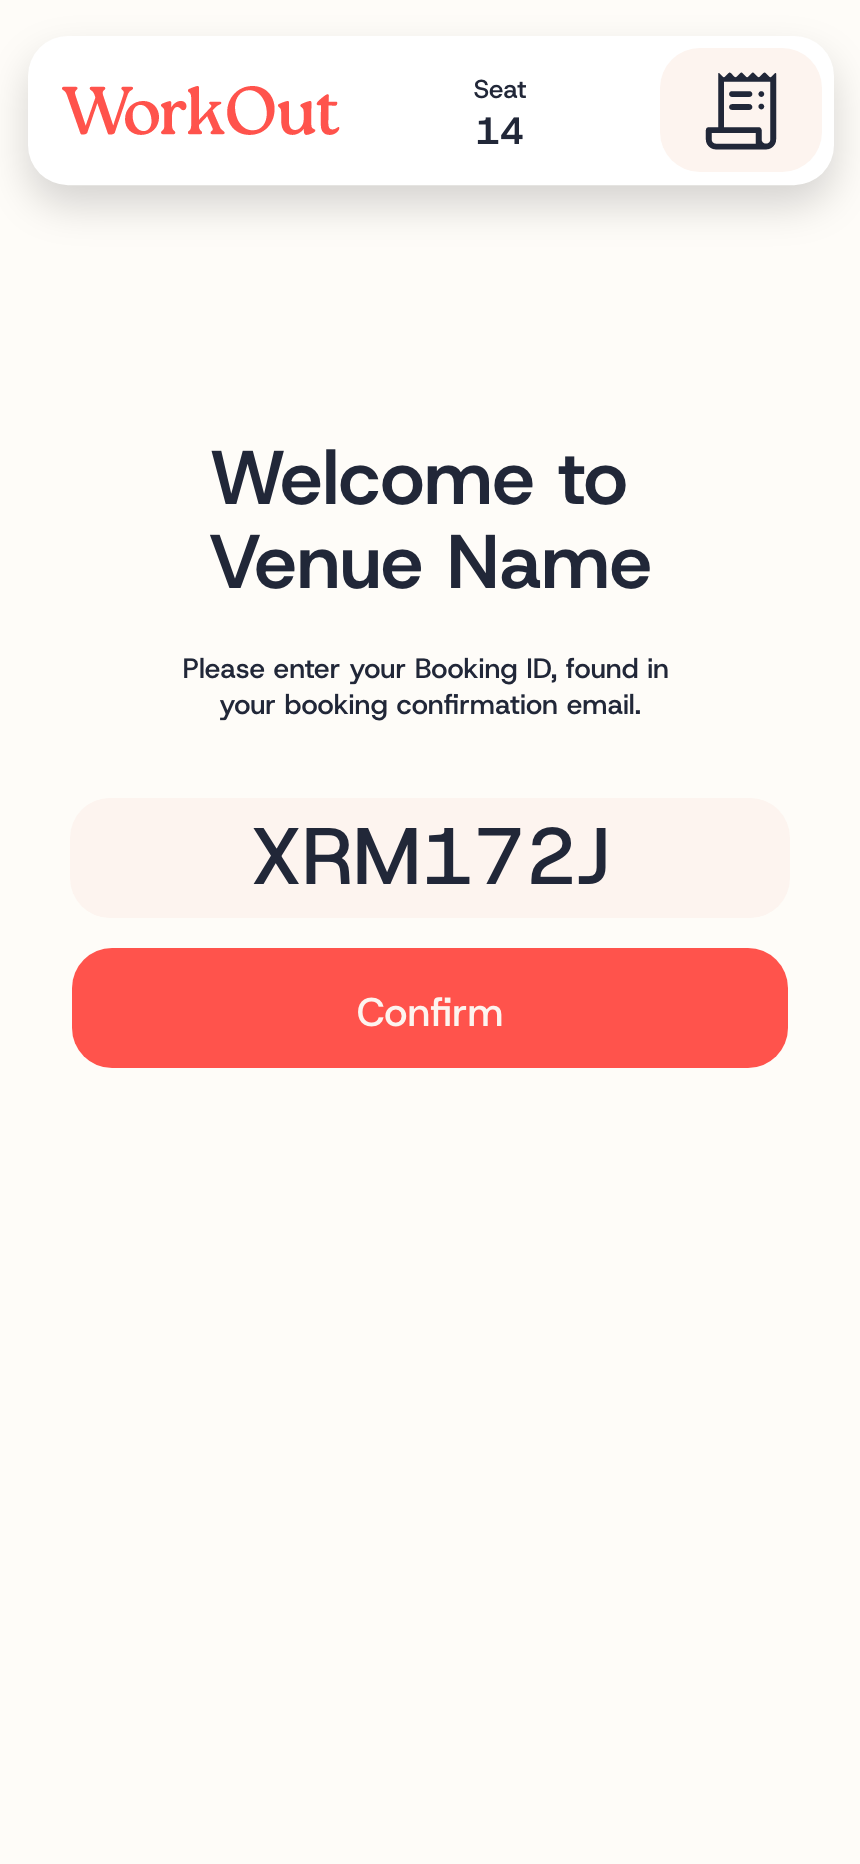 WorkOut
Seat
14
Welcome to
Venue Name
Please enter your Booking ID, found in
your booking confirmation email.
XRM172J
Confirm